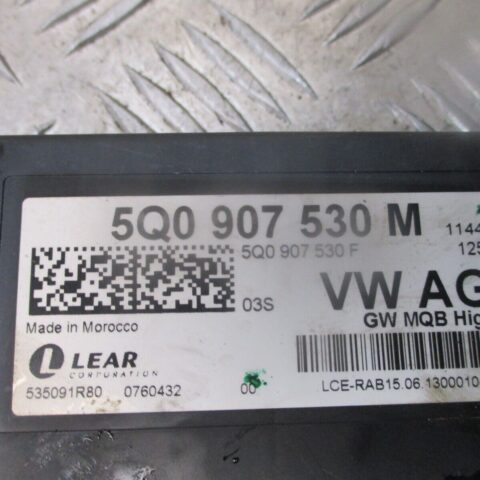 5Q0 907 530 M
1144
5Q0 907 530 F
125
03S
VW AG
GW MQB Hig
Made in Morocco
LEAR
CORPORATION
535091R80 0760432 00
LCE-RAB15.06.1300010